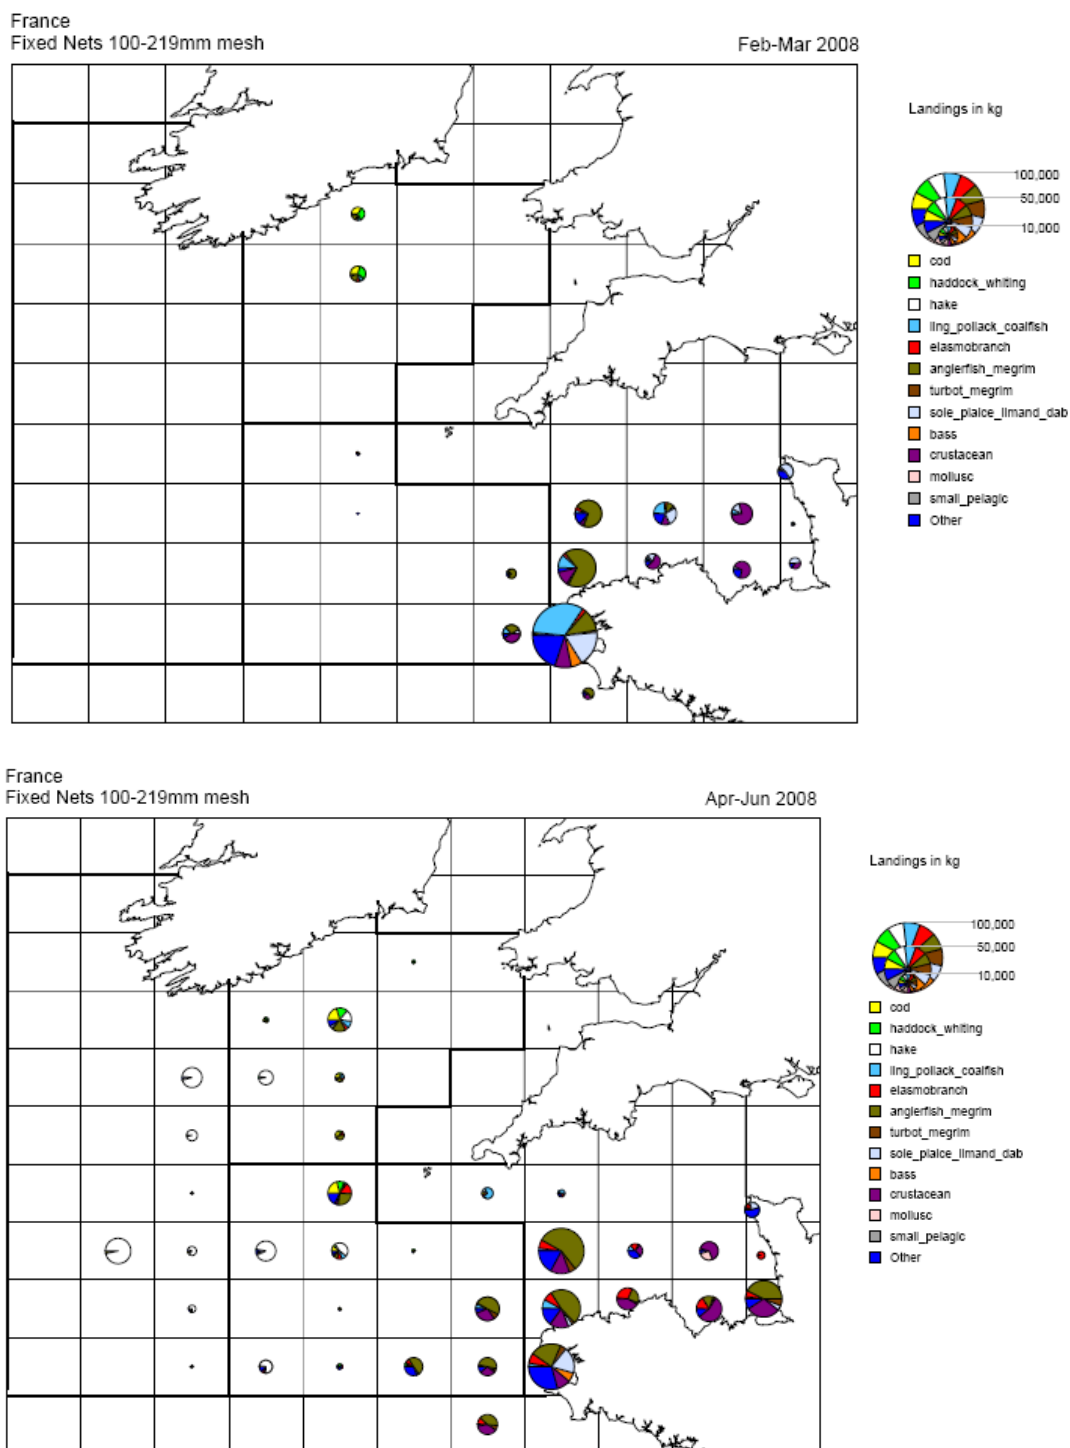 France
Fixed Nets 100-219mm mesh
Feb-Mar 2008
Landings in kg
100,000
50,000
10,000
cod
haddock_whiting
hake
ling_pollack_coalfish
elasmobranch
anglerfish_megrim
turbot_megrim
sole_plaice_limand_dab
bass
crustacean
mollusc
small_pelagic
Other
France
Fixed Nets 100-219mm mesh
Apr-Jun 2008
Landings in kg
100,000
50,000
10,000
cod
haddock_whiting
hake
ling_pollack_coalfish
elasmobranch
anglerfish_megrim
turbot_megrim
sole_plaice_limand_dab
bass
crustacean
mollusc
small_pelagic
Other